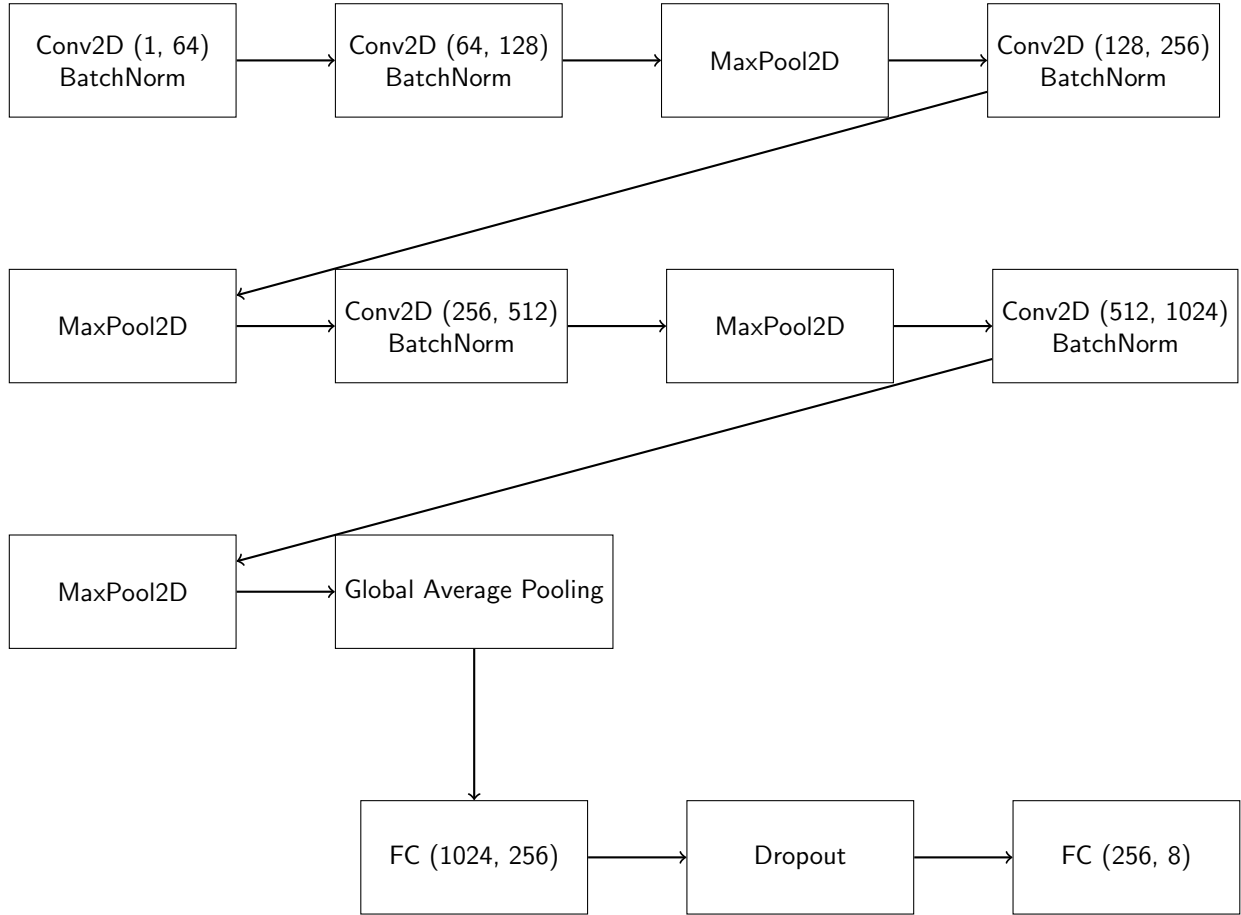 Conv2D (1, 64)
BatchNorm
Conv2D (64, 128)
BatchNorm
MaxPool2D
Conv2D (128, 256)
BatchNorm
MaxPool2D
Conv2D (256, 512)
BatchNorm
MaxPool2D
Conv2D (512, 1024)
BatchNorm
MaxPool2D
Global Average Pooling
FC (1024, 256)
Dropout
FC (256, 8)